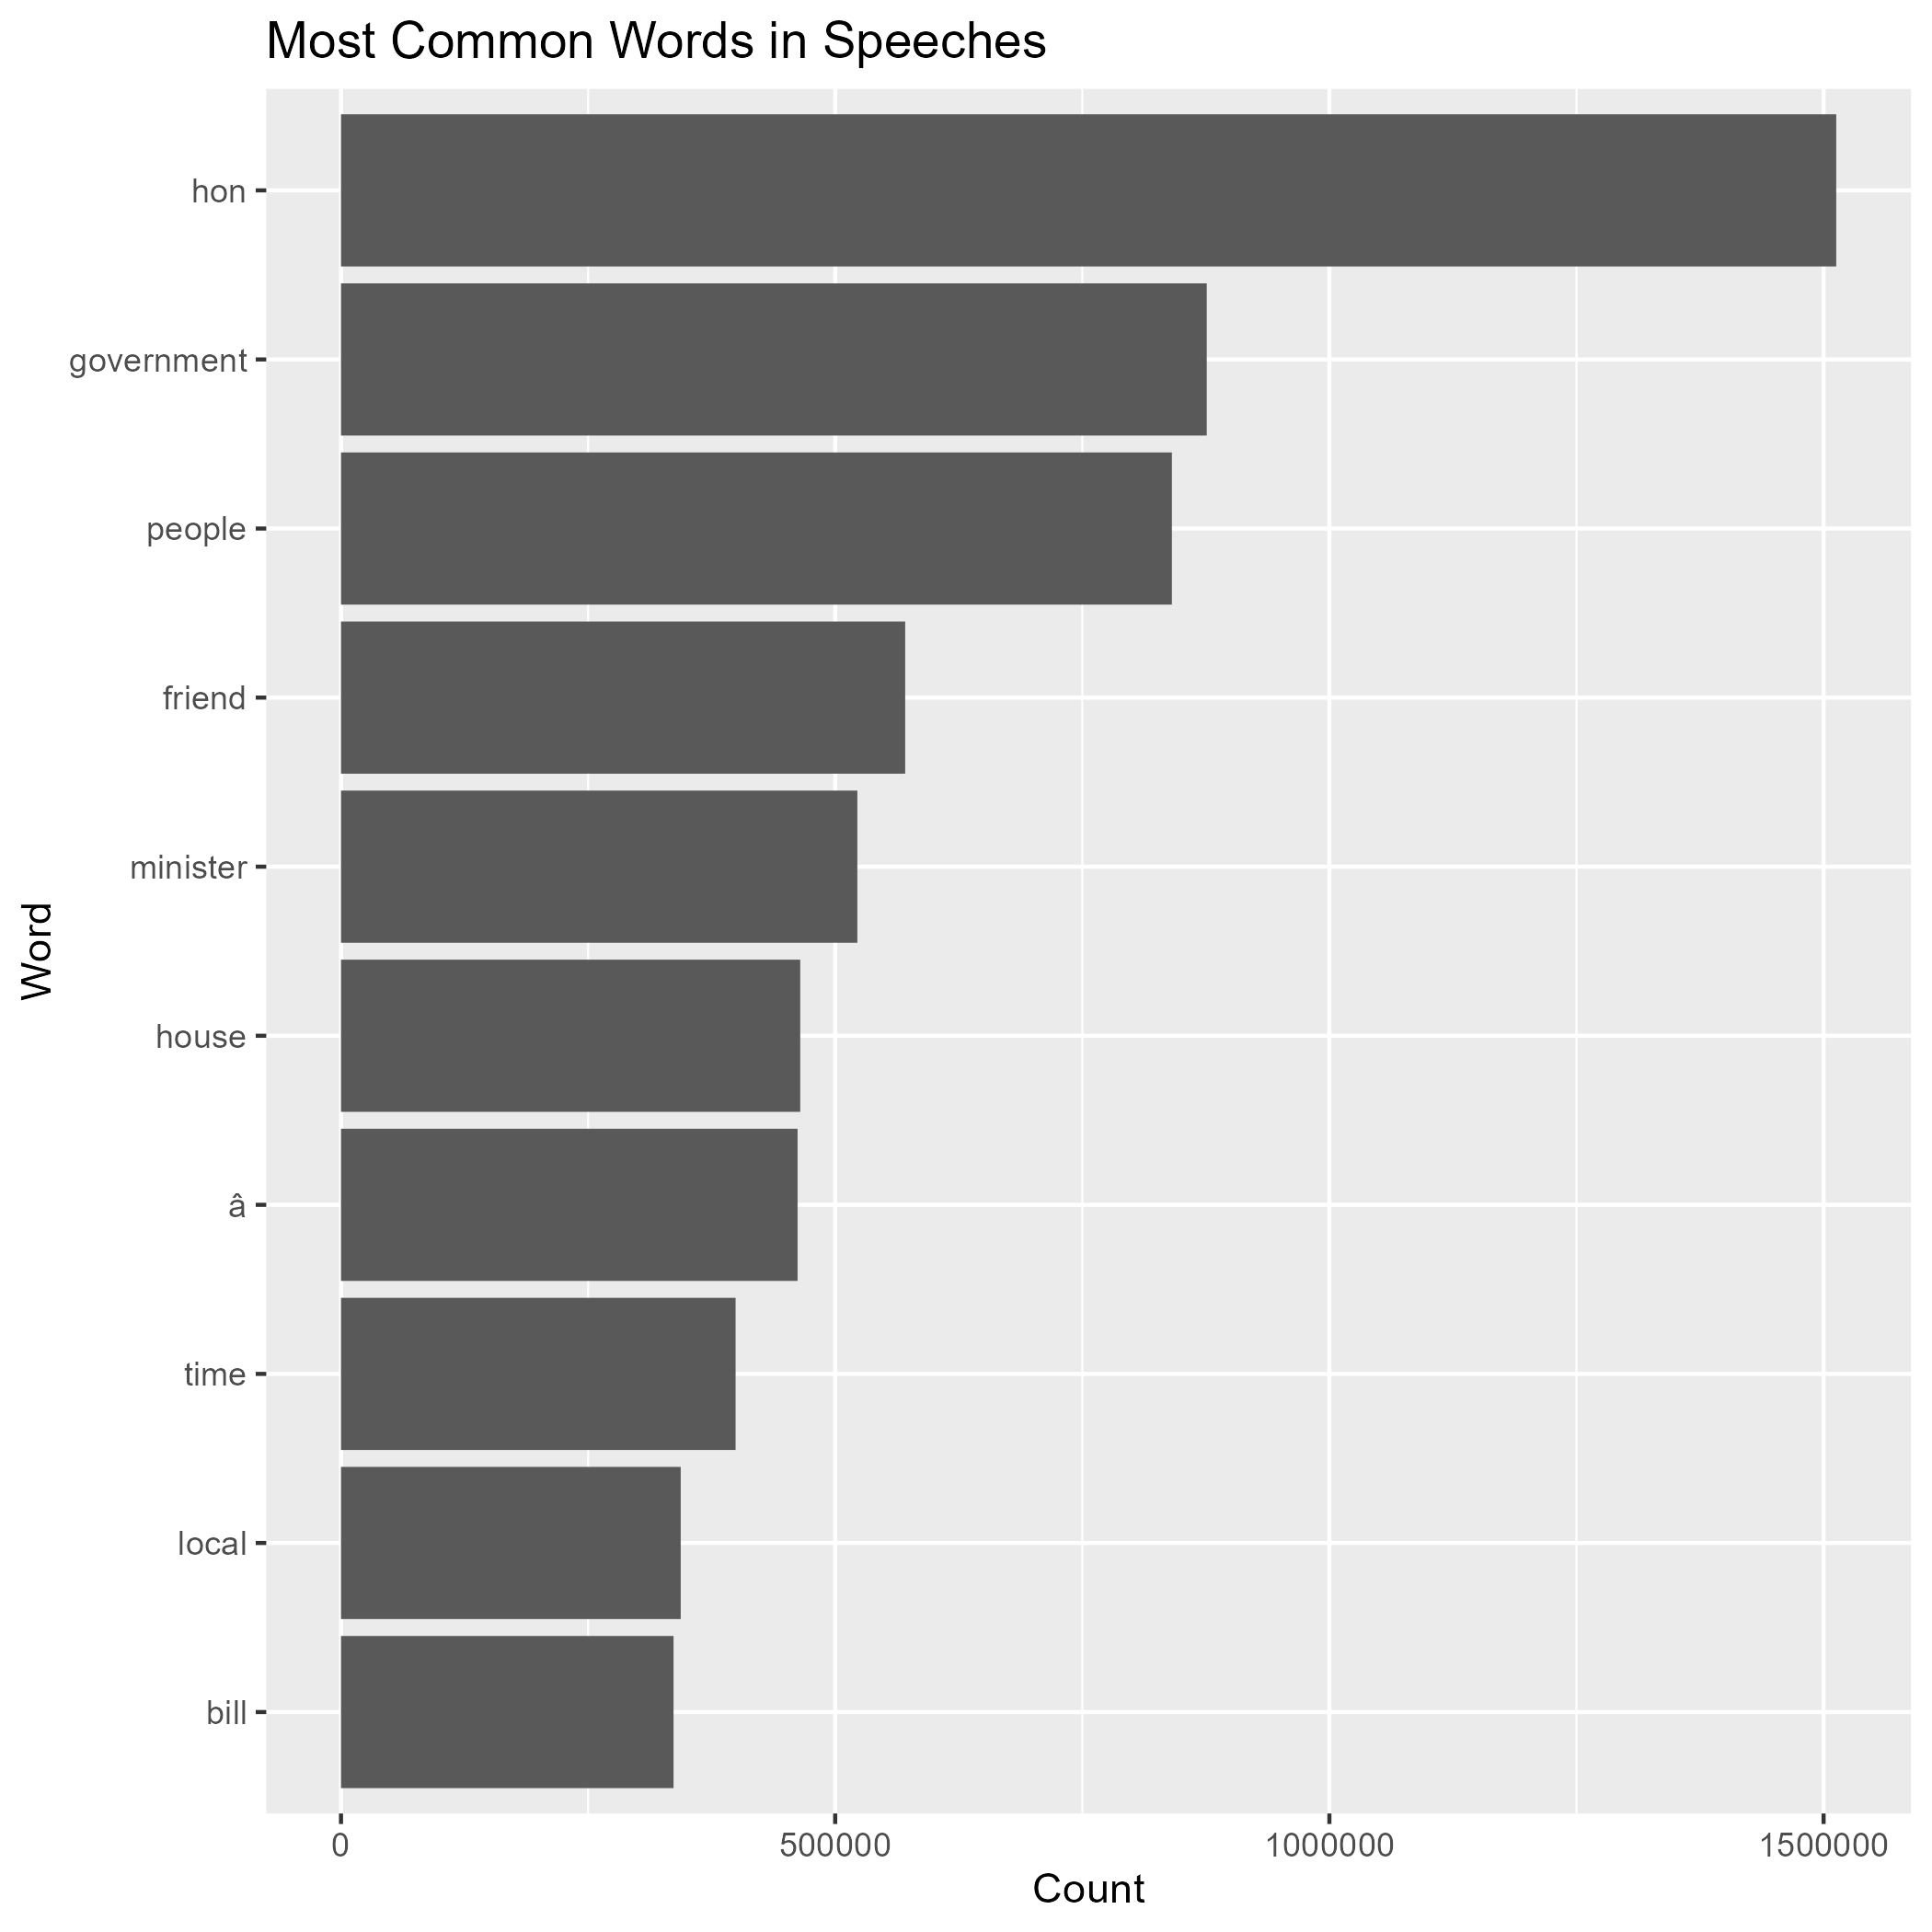 Most Common Words in Speeches
Word
hon
government
people
friend
minister
house
â
time
local
bill
0 500000 1000000 1500000
Count